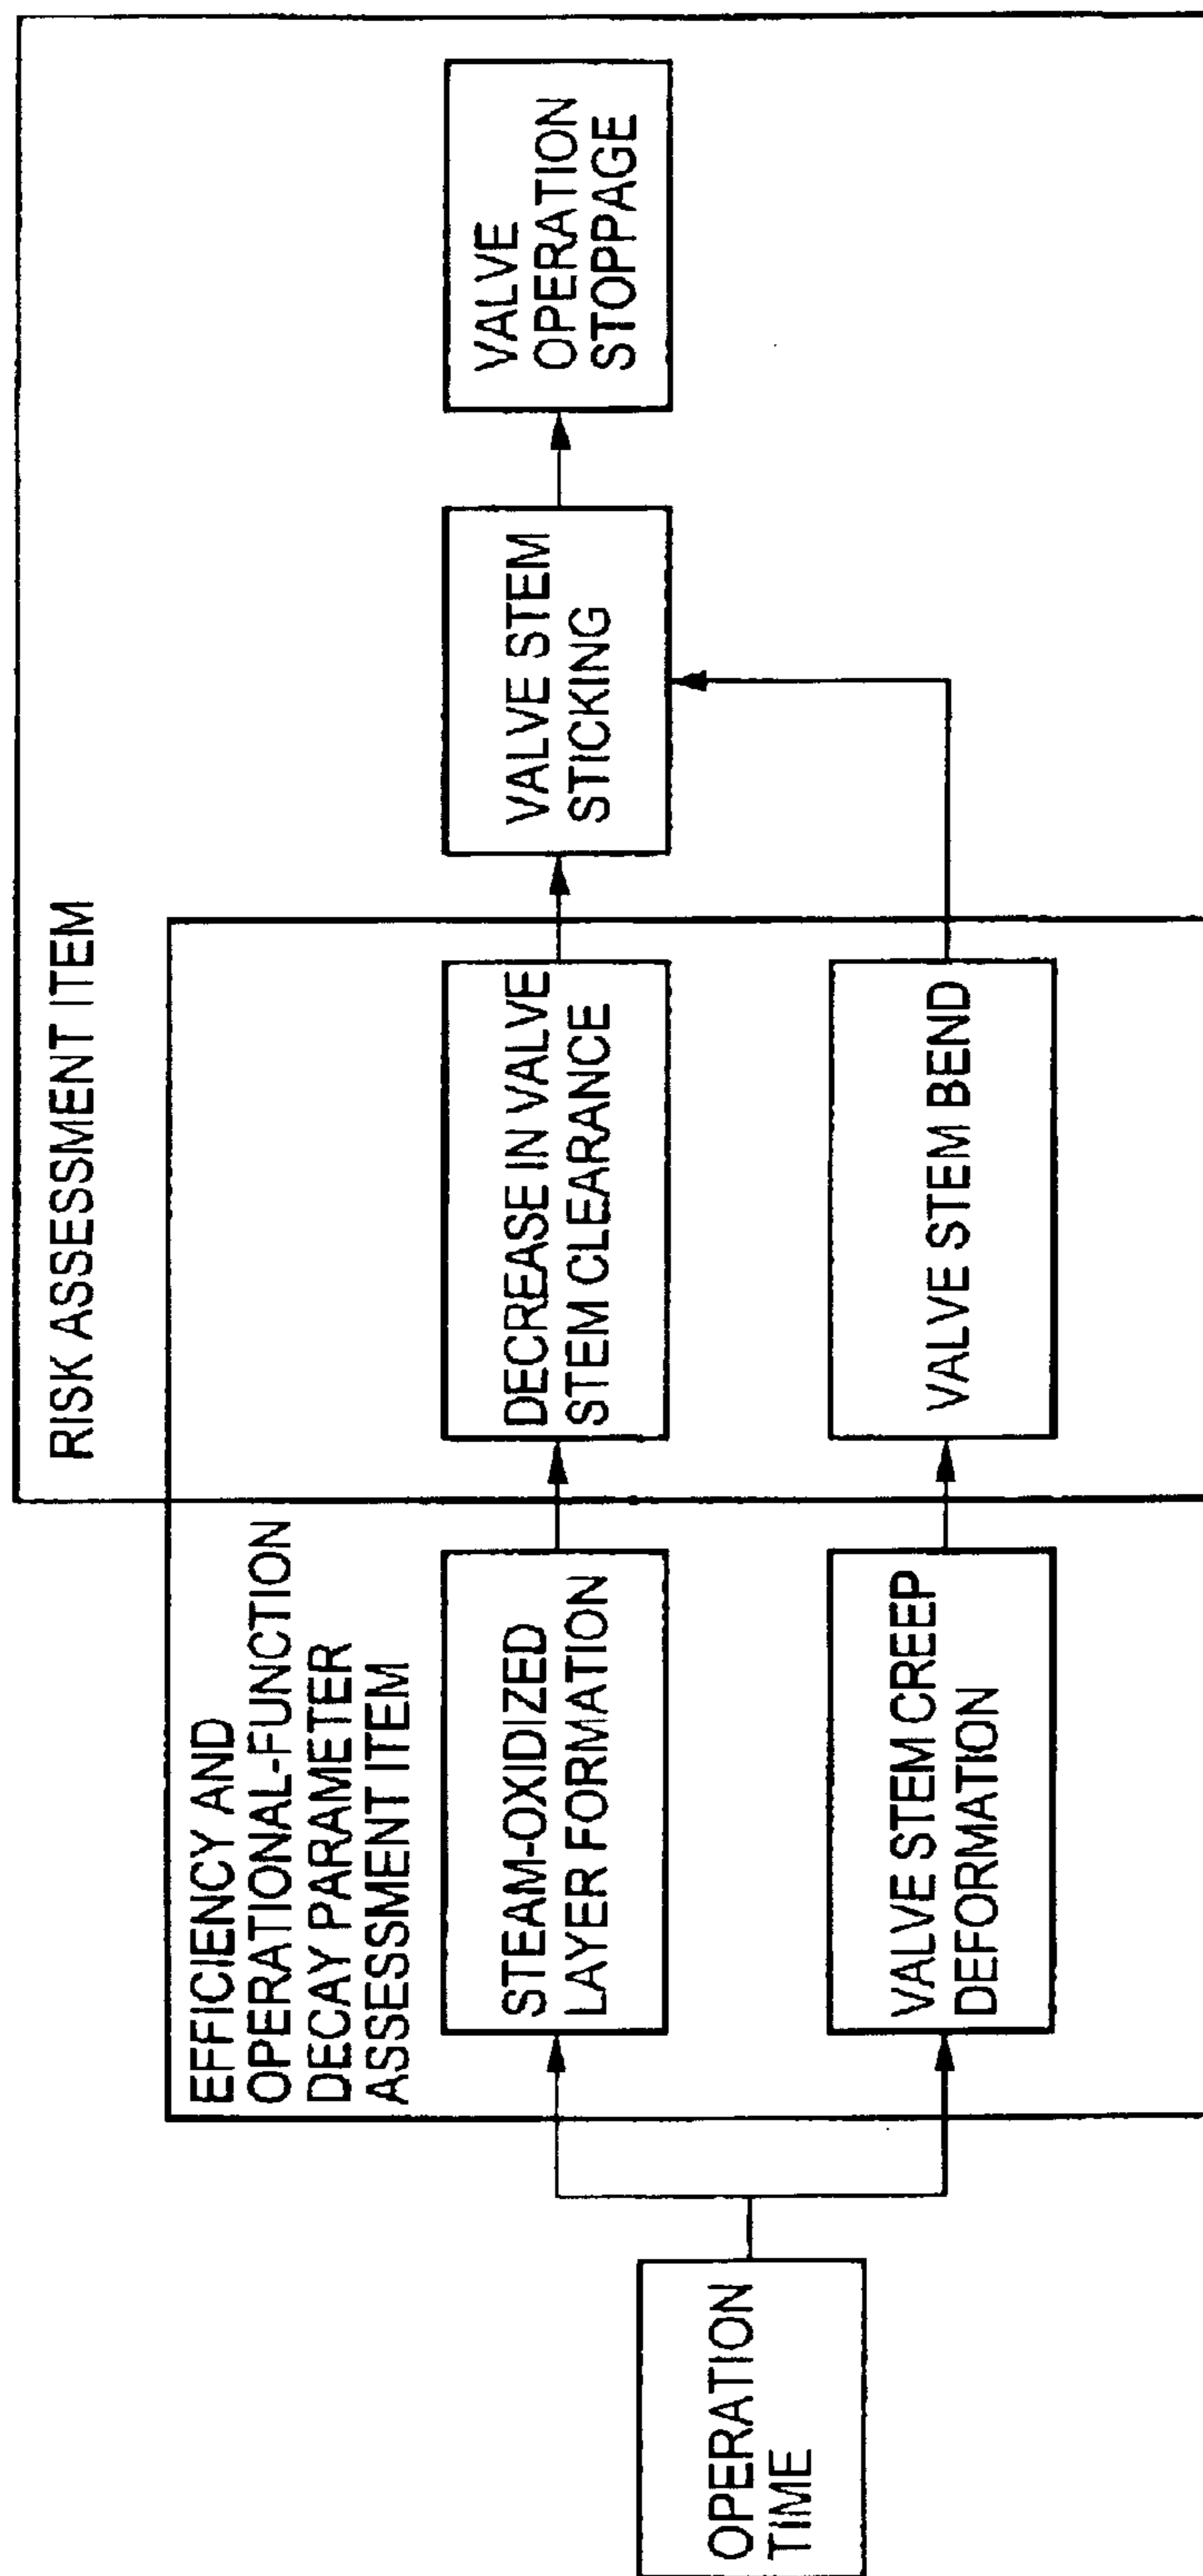 RISK ASSESSMENT ITEM
EFFICIENCY AND
OPERATIONAL-FUNCTION
DECAY PARAMETER
ASSESSMENT ITEM
OPERATION
TIME
STEAM-OXIDIZED
LAYER FORMATION
DECREASE IN VALVE
STEM CLEARANCE
VALVE STEM
STICKING
VALVE
OPERATION
STOPPAGE
VALVE STEM CREEP
DEFORMATION
VALVE STEM BEND